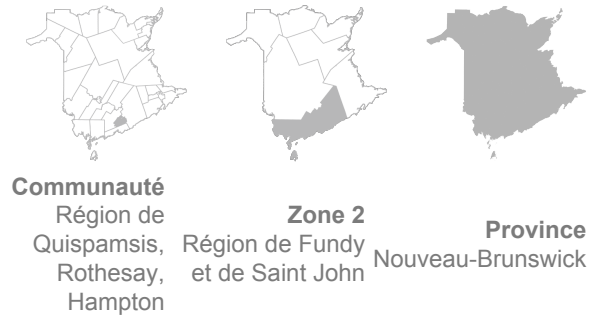 Communauté
Région de
Quispamsis,
Rothesay,
Hampton
Zone 2
Région de Fundy
et de Saint John
Province
Nouveau-Brunswick